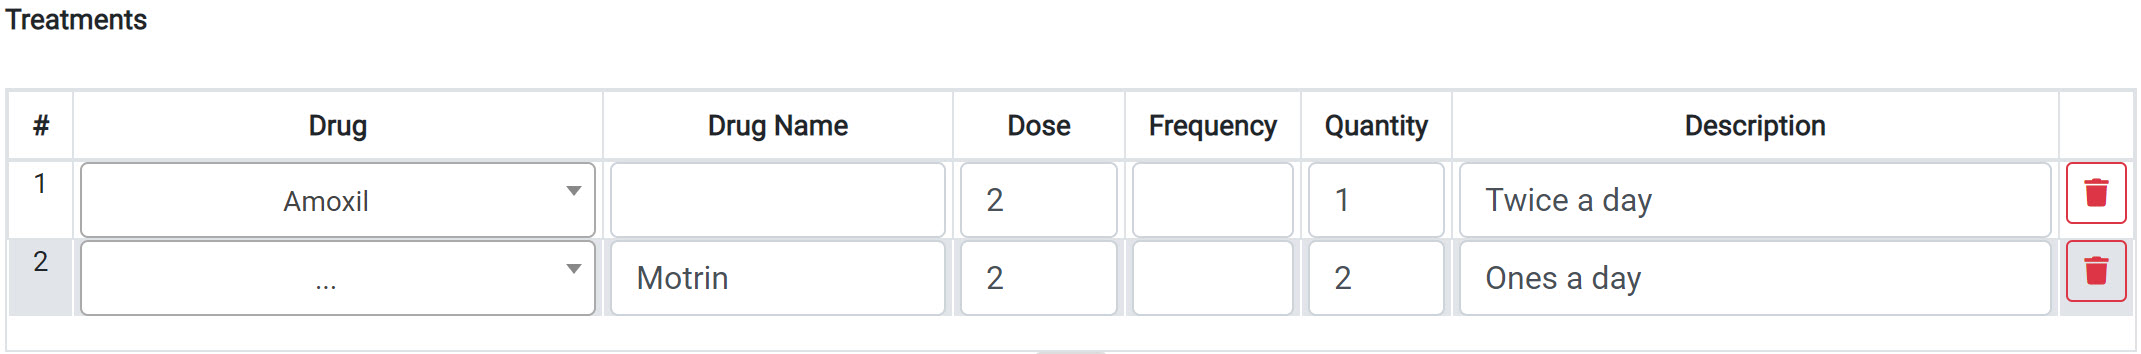 Treatments
# Drug Drug Name Dose Frequency Quantity Description
1 Amoxil 2 1 Twice a day
2 ... Motrin 2 2 Ones a day